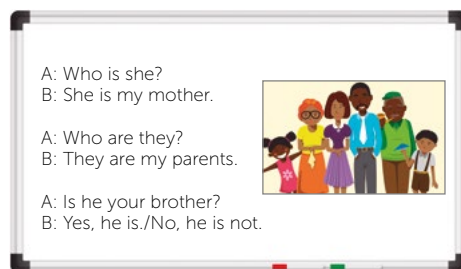 A: Who is she?
B: She is my mother.
A: Who are they?
B: They are my parents.
A: Is he your brother?
B: Yes, he is./No, he is not.